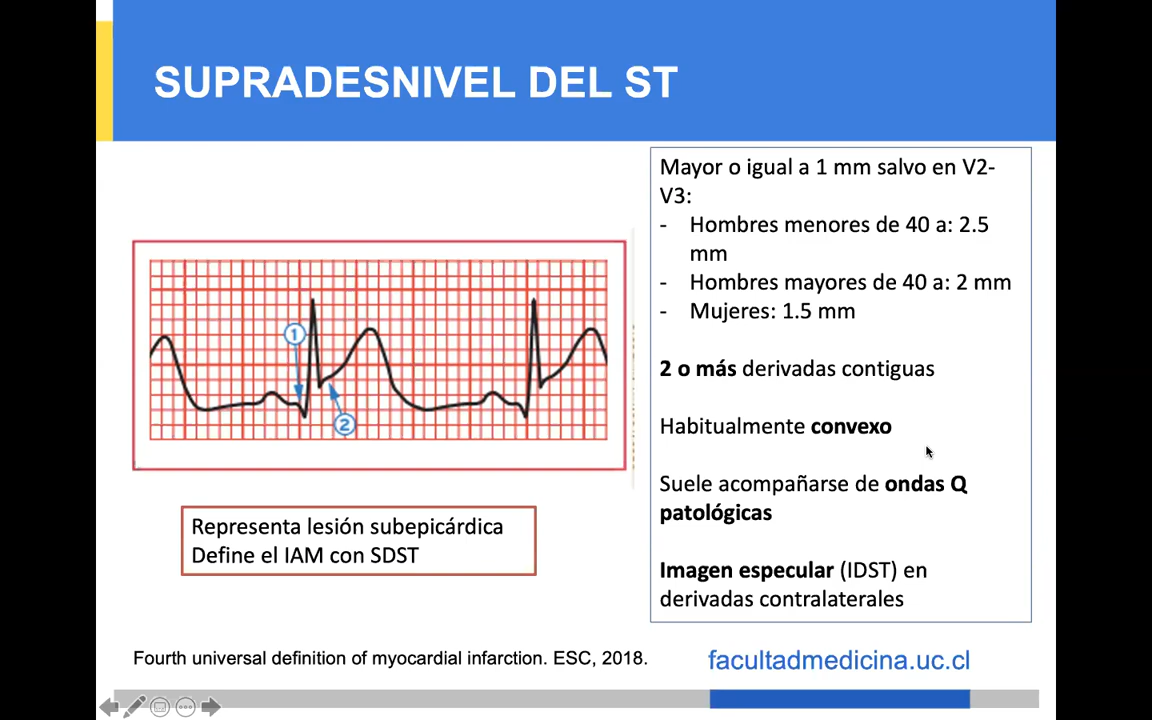 SUPRADESNIVEL DEL ST
Mayor o igual a 1 mm salvo en V2-
V3:
- Hombres menores de 40 a: 2.5
mm
- Hombres mayores de 40 a: 2 mm
- Mujeres: 1.5 mm
2 o más derivadas contiguas
Habitualmente convexo
Suele acompañarse de ondas Q
patológicas
Imagen especular (IDST) en
derivadas contralaterales
1
2
Representa lesión subepicárdica
Define el IAM con SDST
Fourth universal definition of myocardial infarction. ESC, 2018.
facultadmedicina.uc.cl